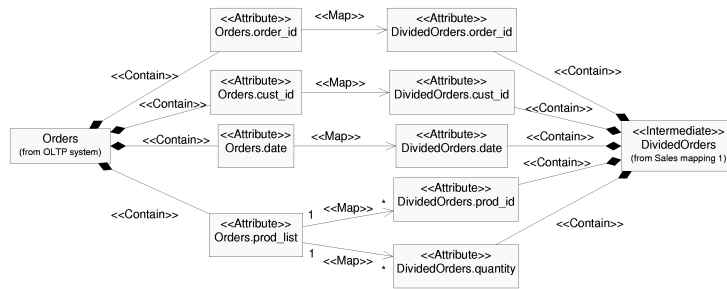 <<Attribute>>
Orders.order_id
<<Map>>
<<Attribute>>
DividedOrders.order_id
<<Contain>>
<<Contain>>
<<Attribute>>
Orders.cust_id
<<Map>>
<<Attribute>>
DividedOrders.cust_id
<<Contain>>
<<Contain>>
Orders
(from OLTP system)
<<Contain>>
<<Attribute>>
Orders.date
<<Map>>
<<Attribute>>
DividedOrders.date
<<Contain>>
<<Intermediate>>
DividedOrders
(from Sales mapping 1)
<<Contain>>
<<Contain>>
<<Attribute>>
Orders.prod_list
1
<<Map>>
*
<<Attribute>>
DividedOrders.prod_id
<<Contain>>
1
<<Map>>
*
<<Attribute>>
DividedOrders.quantity